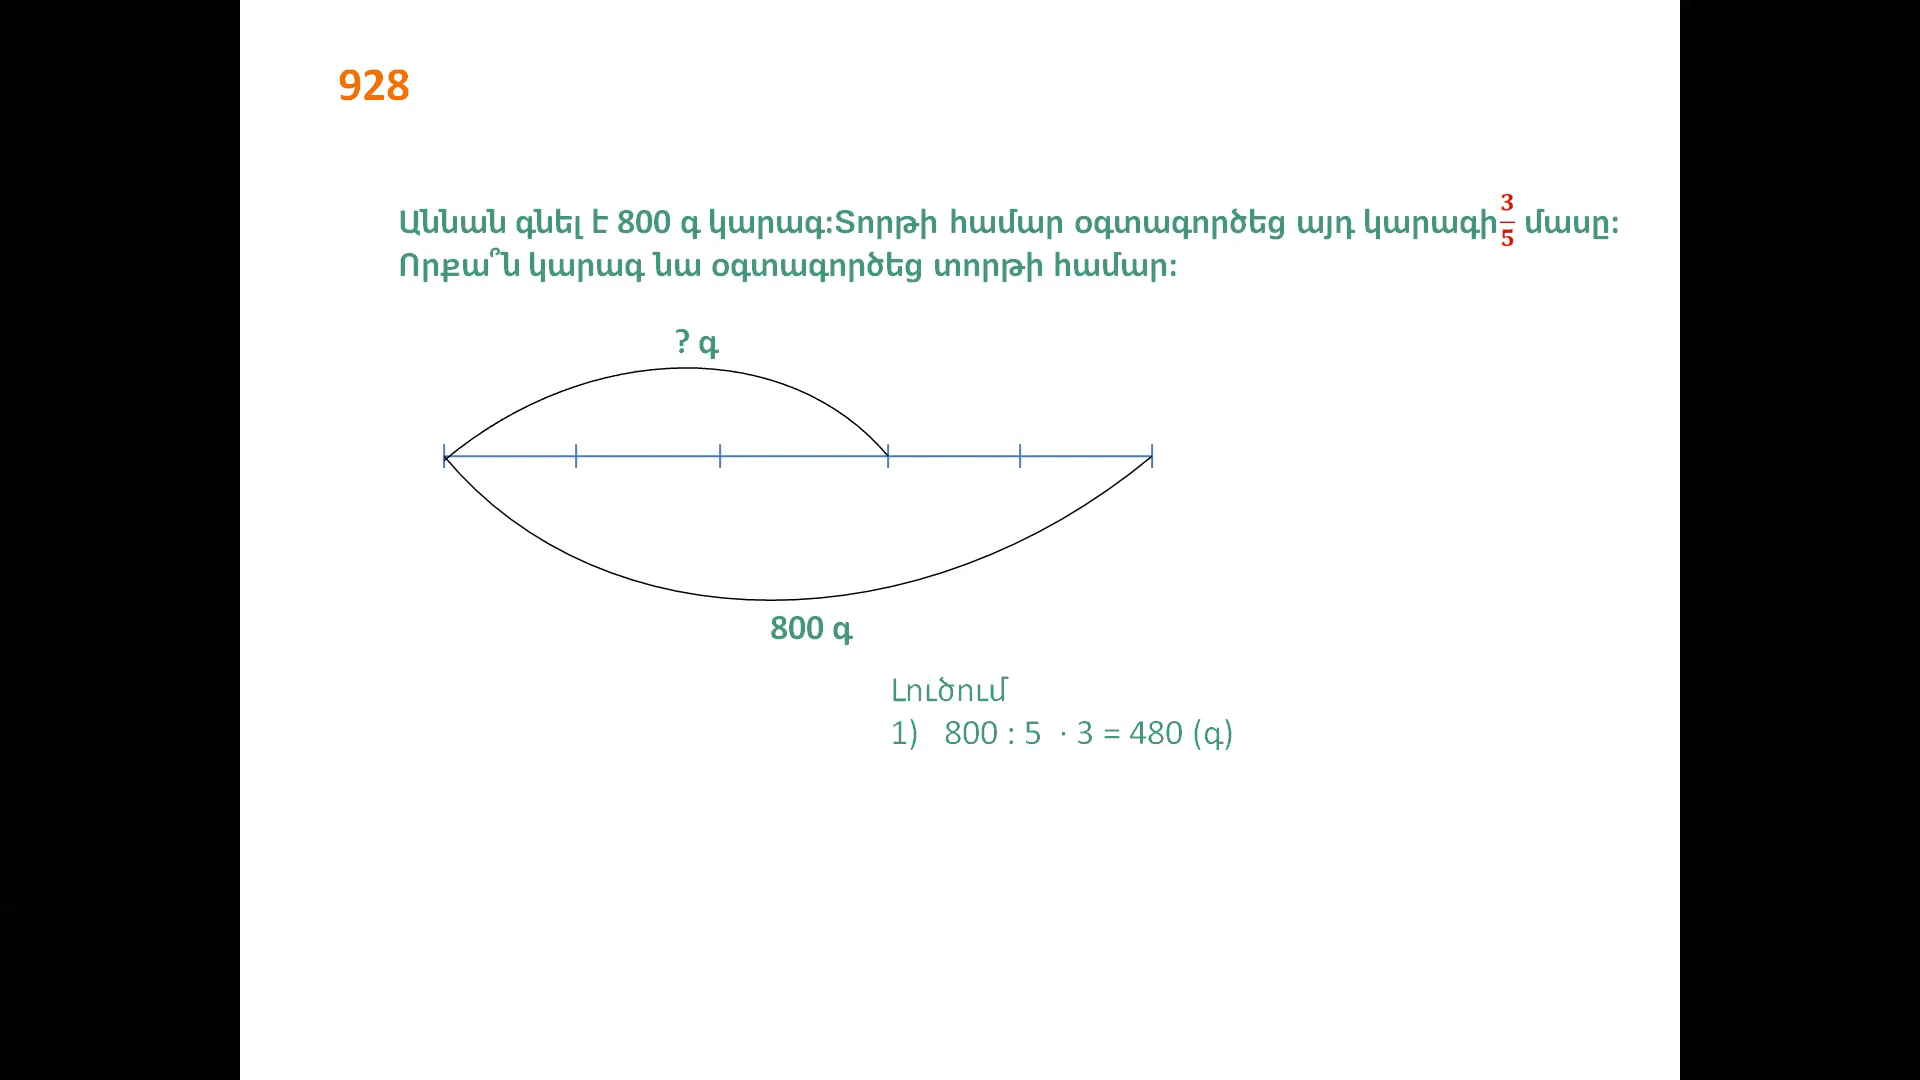 928
Աննան գնել է 800 գ կարագ:Տորթի համար օգտագործեց այդ կարագի 3/5 մասը:
Որքա՞ն կարագ նա օգտագործեց տորթի համար:
? գ
800 գ
Լուծում
1) 800 : 5 · 3 = 480 (գ)